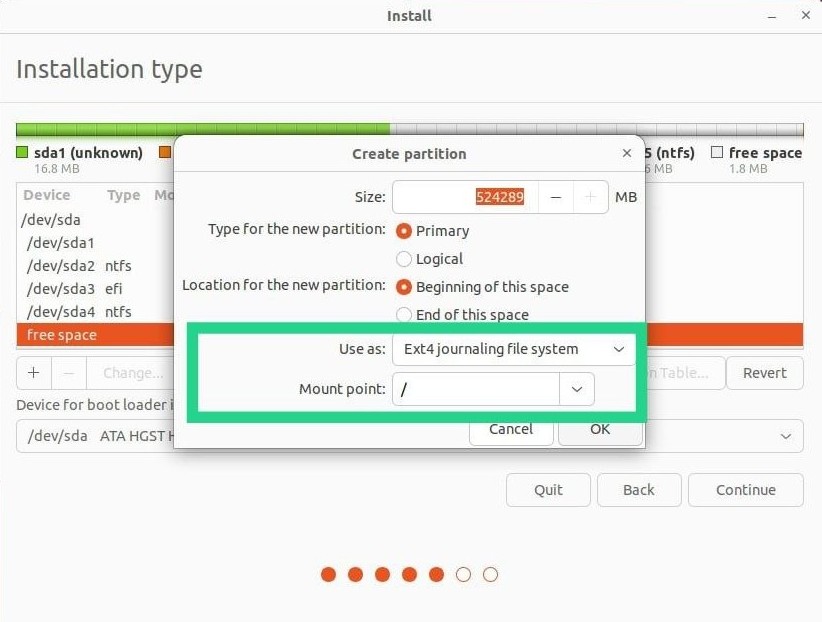 Install
Installation type
sda1 (unknown) 5 (ntfs) free space
16.8 MB MB 1.8 MB
Create partition
Device Type Mo
Size: 524289 MB
/dev/sda
Type for the new partition: Primary
/dev/sda1
Logical
/dev/sda2 ntfs
Location for the new partition: Beginning of this space
/dev/sda3 efi
/dev/sda4 ntfs
End of this space
free space
Use as: Ext4 journaling file system
+ − Change... Table... Revert
Mount point: /
Device for boot loader i
Cancel OK
/dev/sda ATA HGST
Quit Back Continue